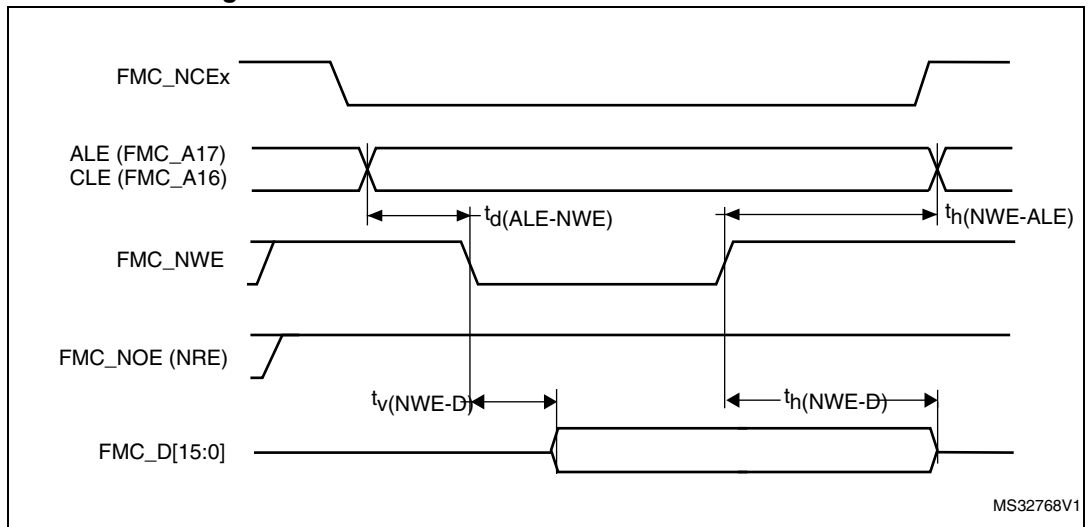 FMC_NCEx
ALE (FMC_A17)
CLE (FMC_A16)
td(ALE-NWE)
th(NWE-ALE)
FMC_NWE
FMC_NOE (NRE)
tv(NWE-D)
th(NWE-D)
FMC_D[15:0]
MS32768V1